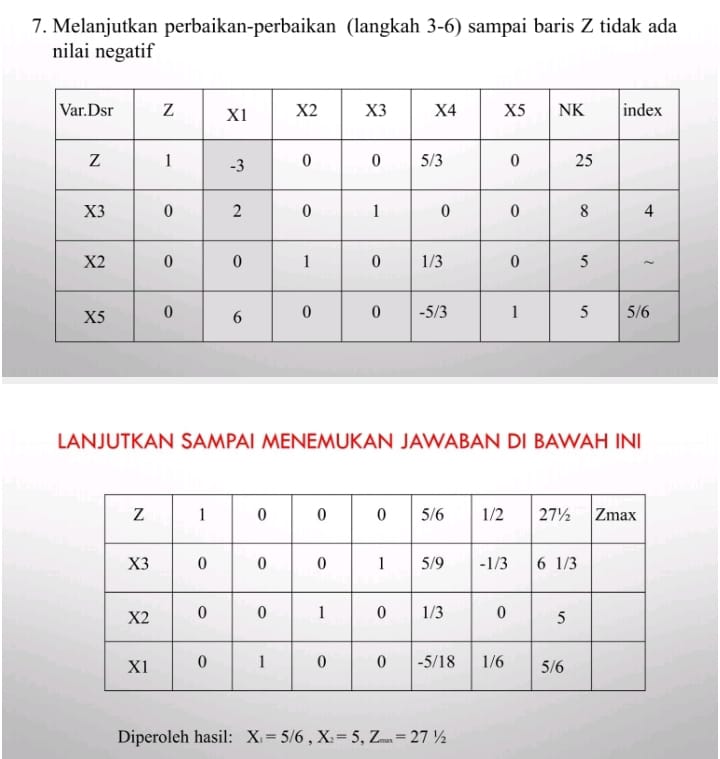 7. Melanjutkan perbaikan-perbaikan (langkah 3-6) sampai baris Z tidak ada
nilai negatif
Var.Dsr Z X1 X2 X3 X4 X5 NK index
Z 1 -3 0 0 5/3 0 25
X3 0 2 0 1 0 0 8 4
X2 0 0 1 0 1/3 0 5 ~
X5 0 6 0 0 -5/3 1 5 5/6
LANJUTKAN SAMPAI MENEMUKAN JAWABAN DI BAWAH INI
Z 1 0 0 0 5/6 1/2 27½ Zmax
X3 0 0 0 1 5/9 -1/3 6 1/3
X2 0 0 1 0 1/3 0 5
X1 0 1 0 0 -5/18 1/6 5/6
Diperoleh hasil: X₁ = 5/6 , X₂ = 5, Zmax = 27 ½